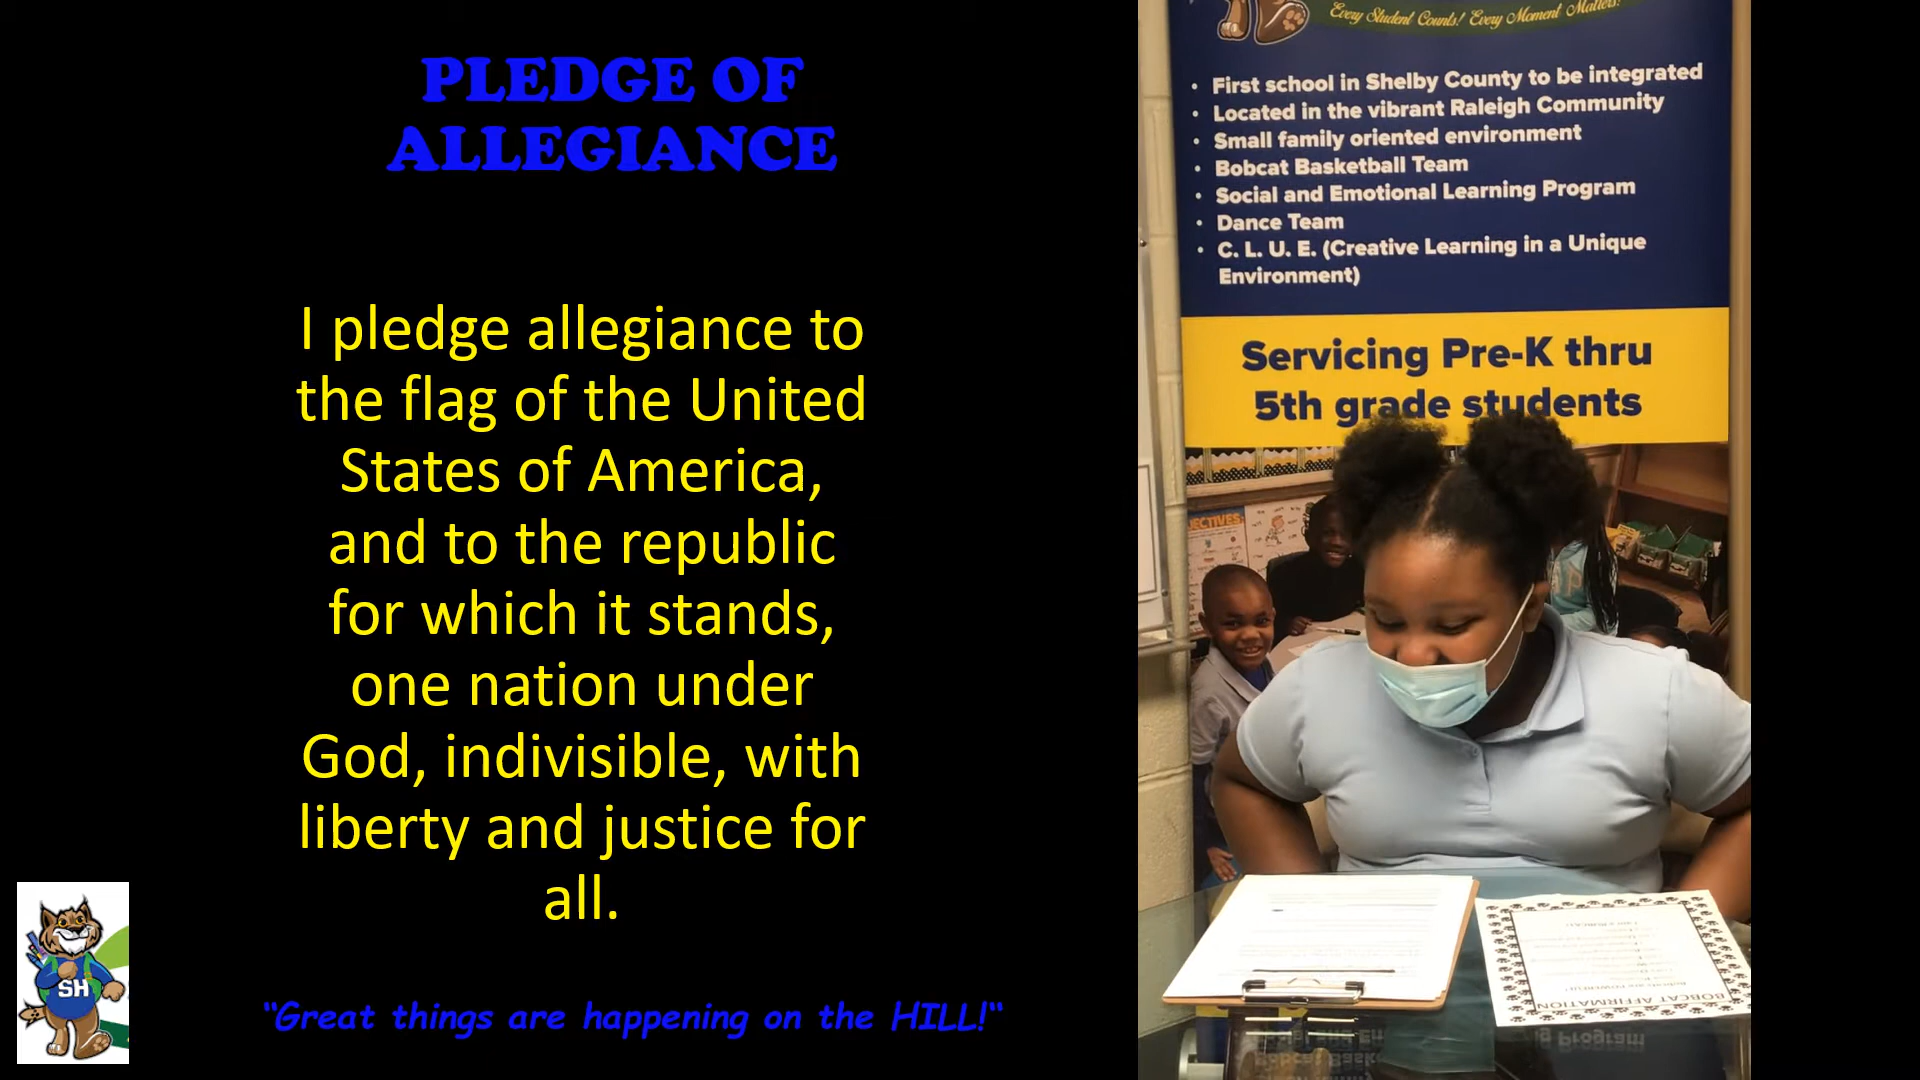 PLEDGE OF
ALLEGIANCE
I pledge allegiance to
the flag of the United
States of America,
and to the republic
for which it stands,
one nation under
God, indivisible, with
liberty and justice for
all.
SH
"Great things are happening on the HILL!"
Every Student Counts! Every Moment Matters!
• First school in Shelby County to be integrated
• Located in the vibrant Raleigh Community
• Small family oriented environment
• Bobcat Basketball Team
• Social and Emotional Learning Program
• Dance Team
• C. L. U. E. (Creative Learning in a Unique
Environment)
Servicing Pre-K thru
5th grade students
JECTIVES
BOBCAT AFFIRMATION